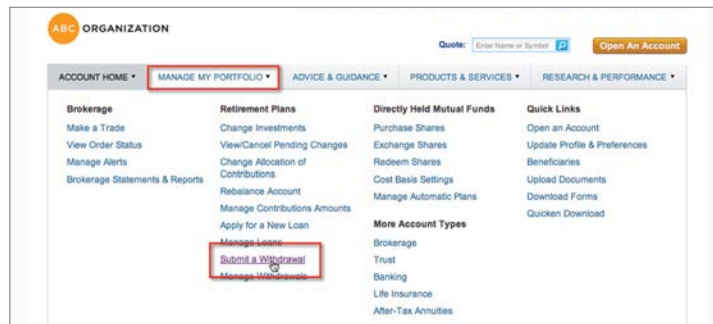 ABC ORGANIZATION
Quote: Enter Name or Symbol
Open An Account
ACCOUNT HOME
MANAGE MY PORTFOLIO
ADVICE & GUIDANCE
PRODUCTS & SERVICES
RESEARCH & PERFORMANCE
Brokerage
Make a Trade
View Order Status
Manage Alerts
Brokerage Statements & Reports
Retirement Plans
Change Investments
View/Cancel Pending Changes
Change Allocation of
Contributions
Rebalance Account
Manage Contributions Amounts
Apply for a New Loan
Manage Loans
Submit a Withdrawal
Manage Withdrawals
Directly Held Mutual Funds
Purchase Shares
Exchange Shares
Redeem Shares
Cost Basis Settings
Manage Automatic Plans
More Account Types
Brokerage
Trust
Banking
Life Insurance
After-Tax Annuities
Quick Links
Open an Account
Update Profile & Preferences
Beneficiaries
Upload Documents
Download Forms
Quicken Download